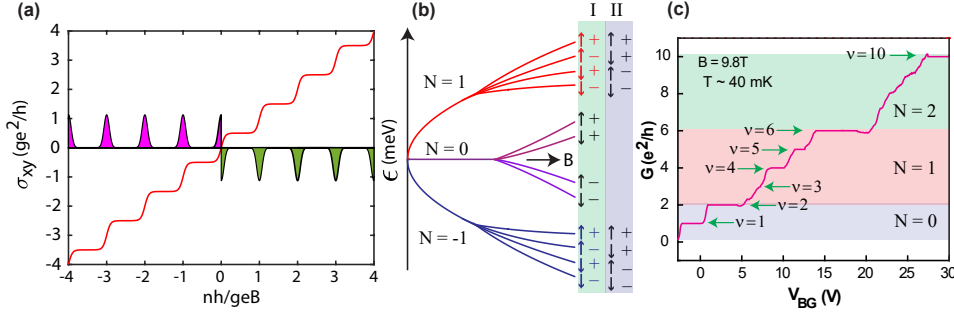 (a)
σxy (ge²/h)
4
3
2
1
0
-1
-2
-3
-4
-4 -3 -2 -1 0 1 2 3 4
nh/geB
(b)
I II
ϵ (meV)
N = 1
+ +
− +
+ −
− −
N = 0
B
+
+
−
−
N = -1
+ +
− +
+ −
− −
(c)
G (e²/h)
10
8
6
4
2
0
B = 9.8T
T ~ 40 mK
ν=10
N = 2
ν=6
ν=5
ν=4
N = 1
ν=3
ν=2
ν=1
N = 0
0 5 10 15 20 25 30
VBG (V)